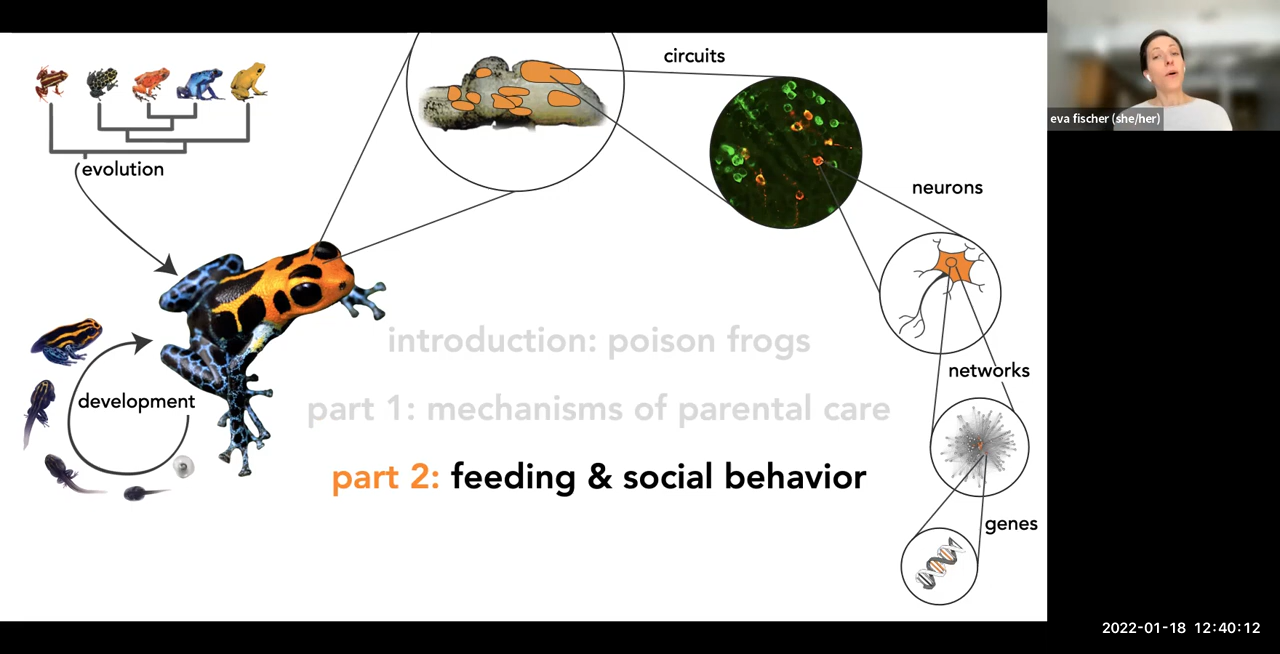 circuits
eva fischer (she/her)
evolution
neurons
introduction: poison frogs
networks
development
part 1: mechanisms of parental care
part 2: feeding & social behavior
genes
2022-01-18 12:40:12